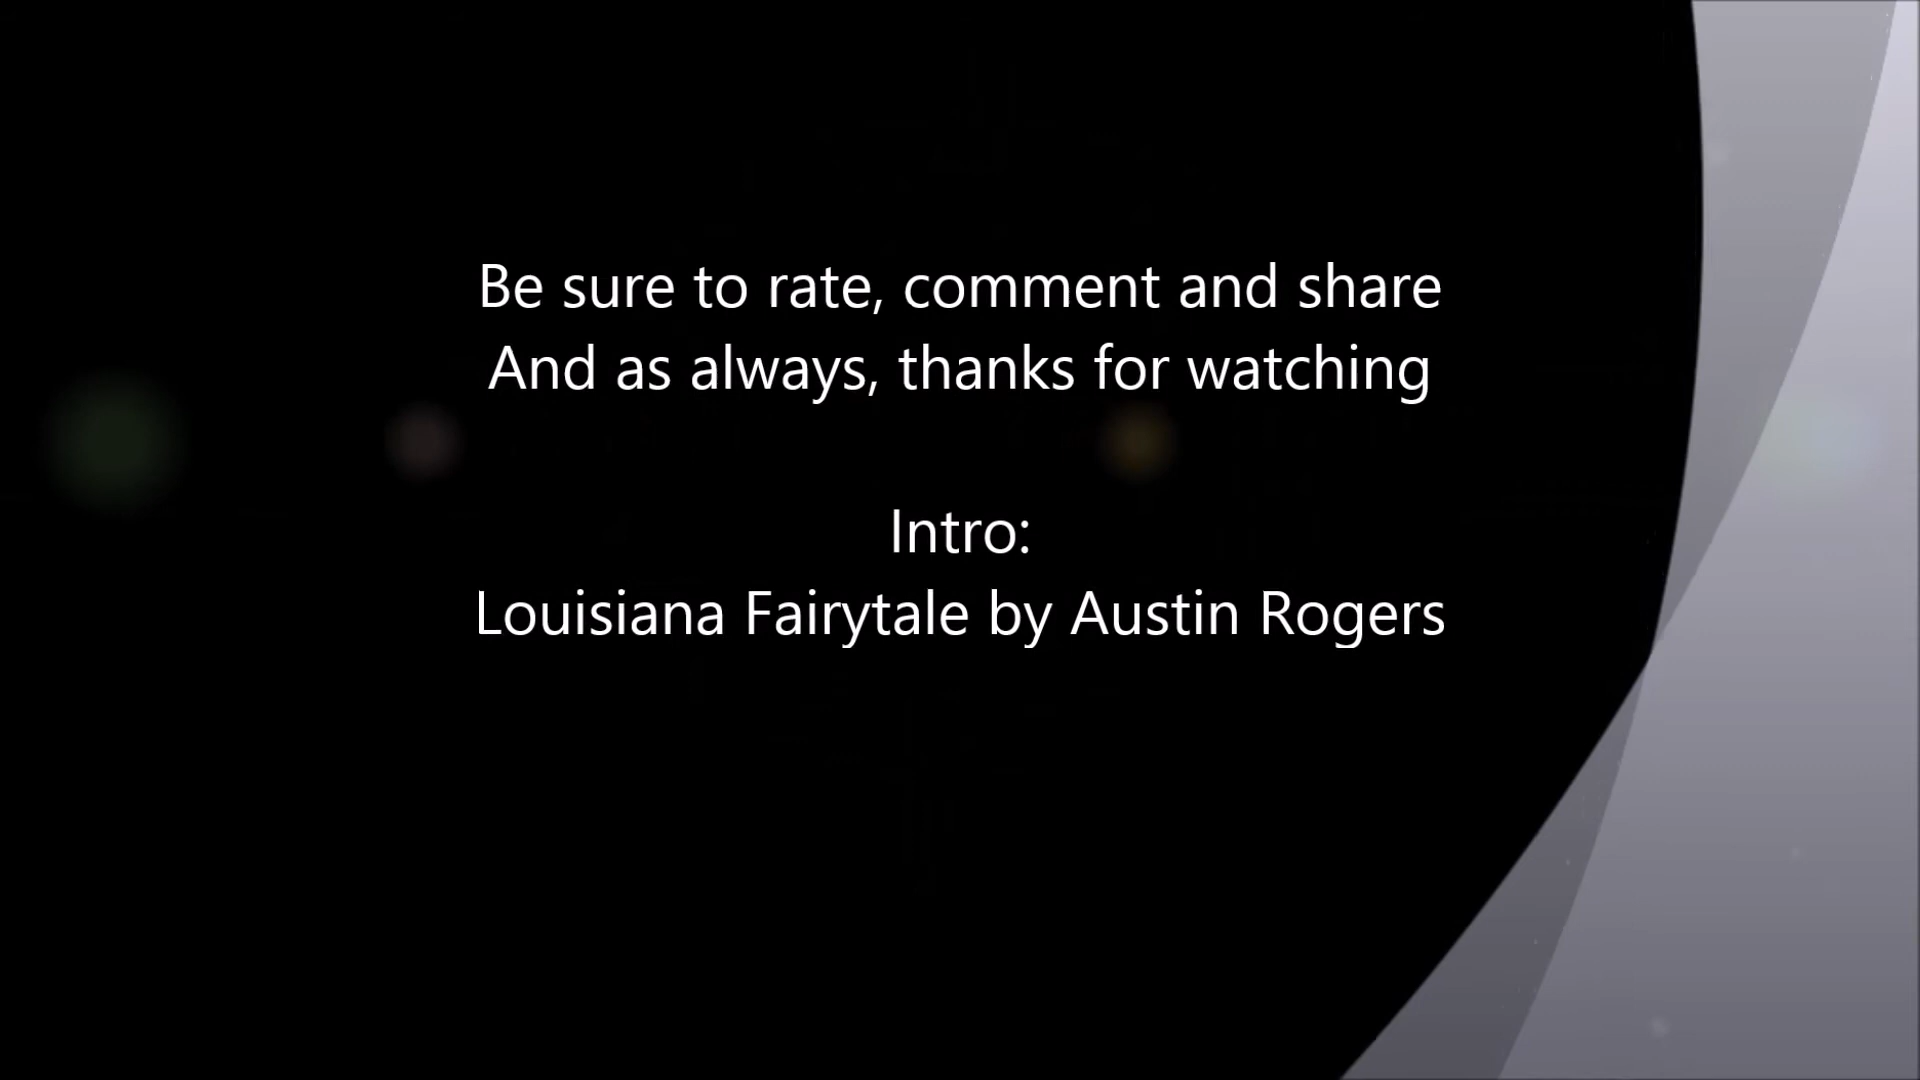 Be sure to rate, comment and share
And as always, thanks for watching
Intro:
Louisiana Fairytale by Austin Rogers